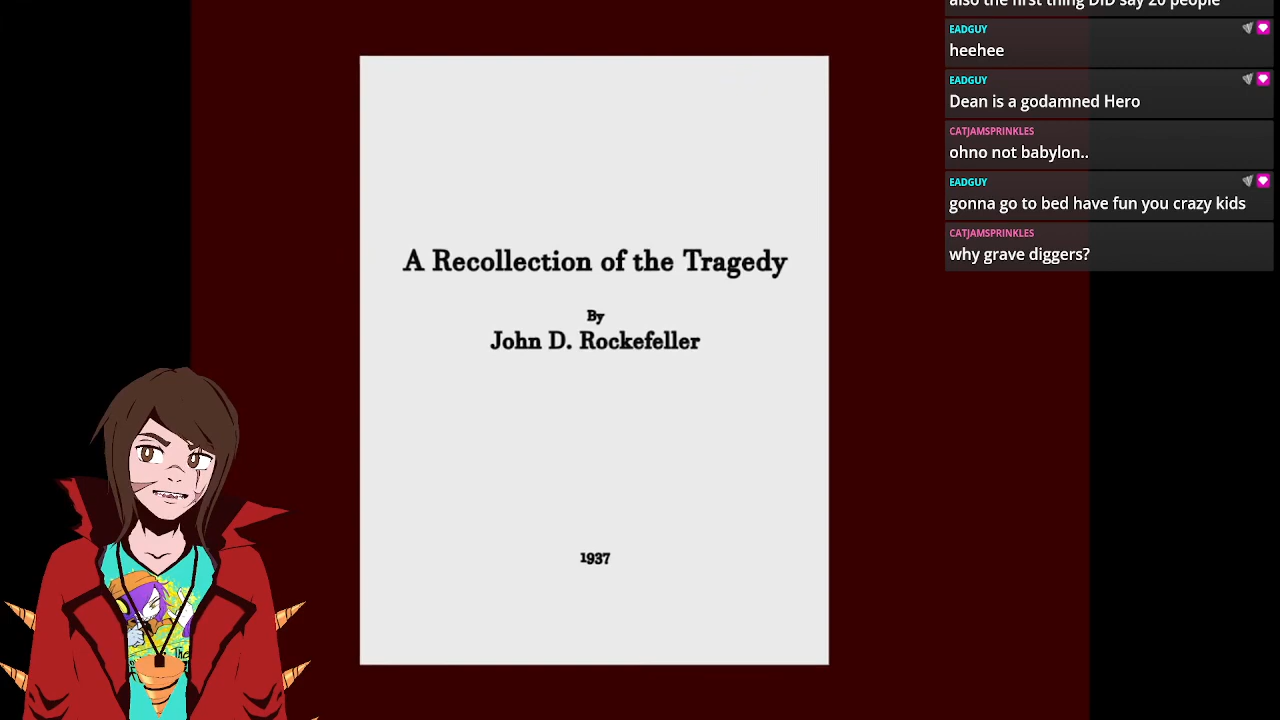 also the first thing DID say 20 people
EADGUY
heehee
EADGUY
Dean is a godamned Hero
CATJAMSPRINKLES
ohno not babylon..
EADGUY
gonna go to bed have fun you crazy kids
CATJAMSPRINKLES
why grave diggers?
A Recollection of the Tragedy
By
John D. Rockefeller
1937